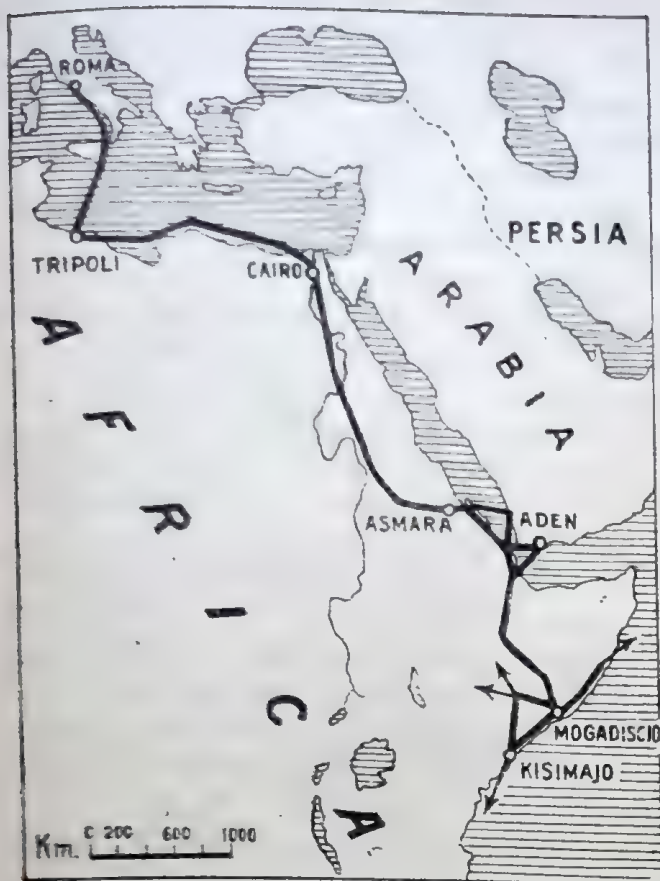 ROMA
PERSIA
TRIPOLI
CAIRO
ARABIA
AFRICA
ASMARA
ADEN
MOGADISCIO
KISIMAJO
Km. 0 200 600 1000